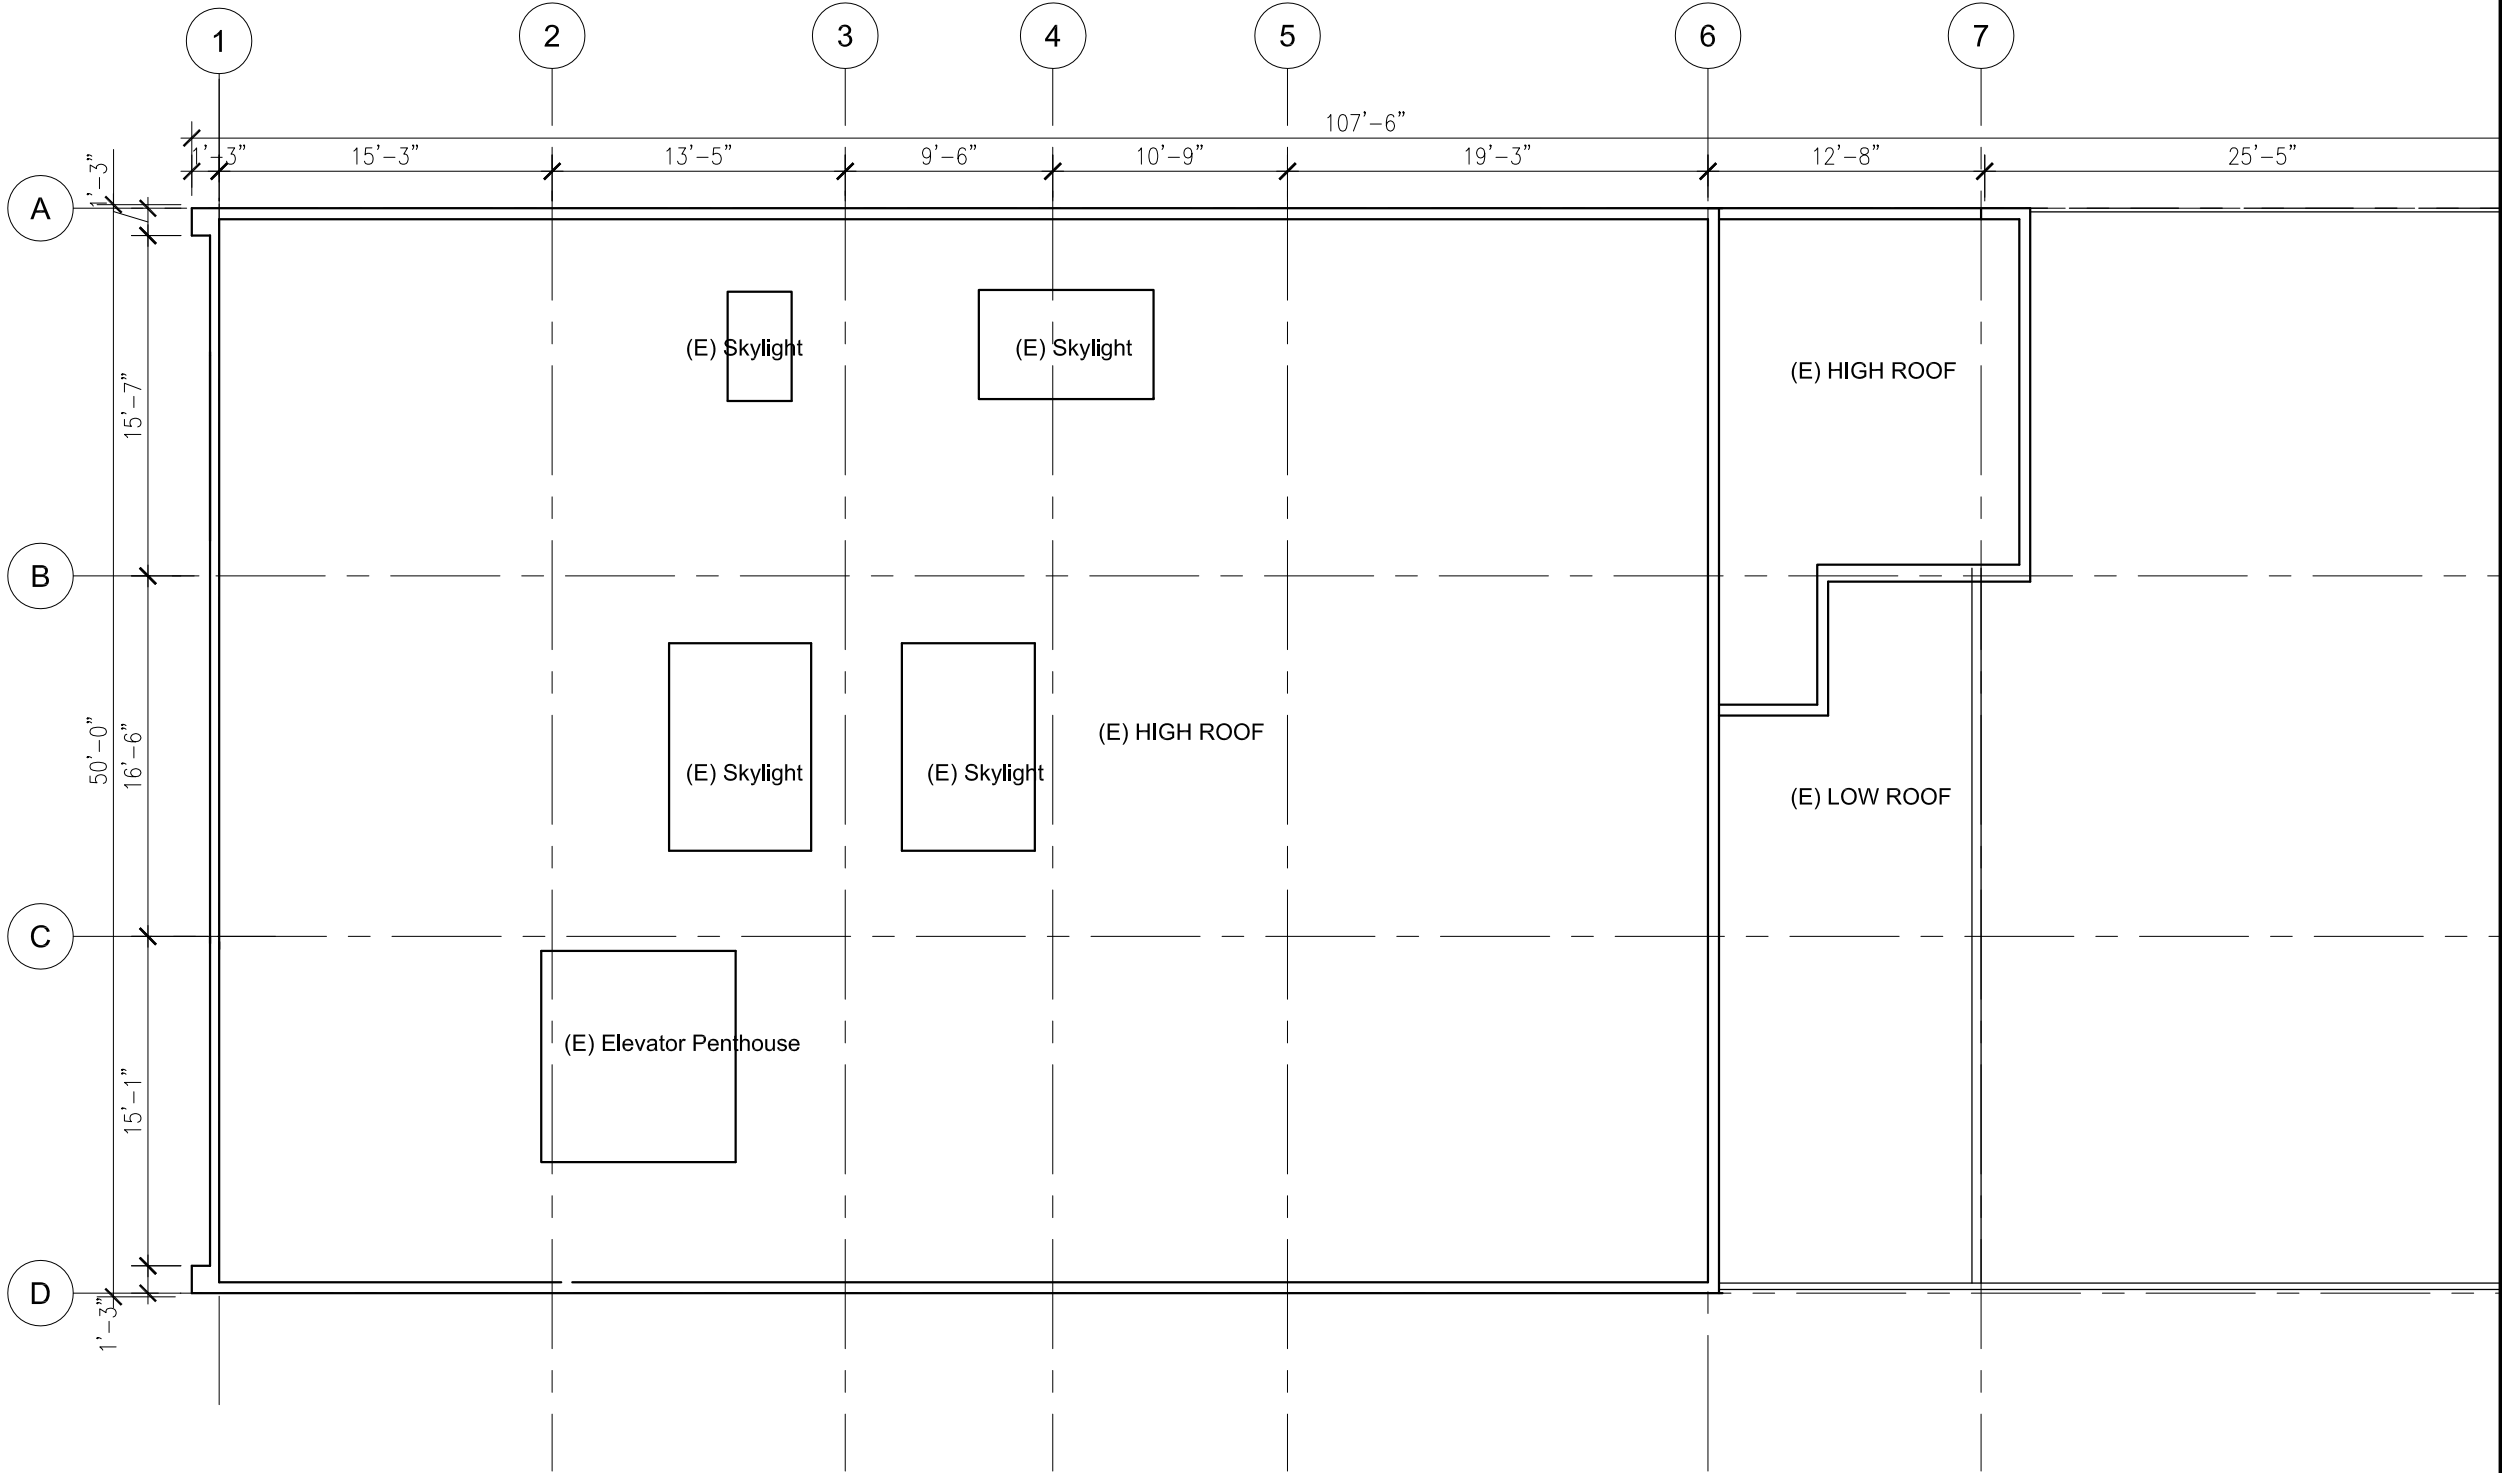 1 2 3 4 5 6 7
107'-6"
1'-3" 15'-3" 13'-5" 9'-6" 10'-9" 19'-3" 12'-8" 25'-5"
1'-3"
A
(E) Skylight (E) Skylight
(E) HIGH ROOF
15'-7"
B
(E) HIGH ROOF
50'-0" 16'-6"
(E) Skylight (E) Skylight
(E) LOW ROOF
C
(E) Elevator Penthouse
15'-1"
D
1'-3"